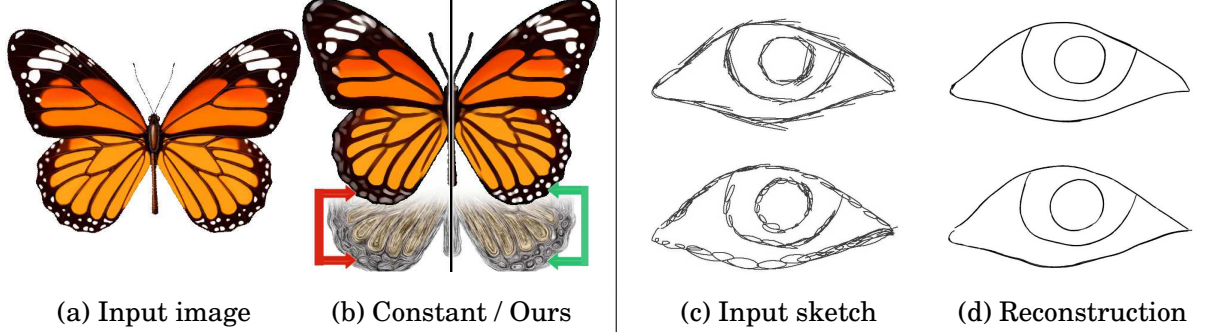 (a) Input image
(b) Constant / Ours
(c) Input sketch
(d) Reconstruction